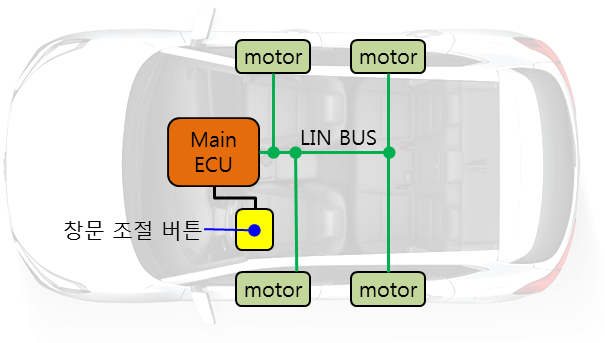 motor
motor
Main
ECU
LIN BUS
창문 조절 버튼
motor
motor